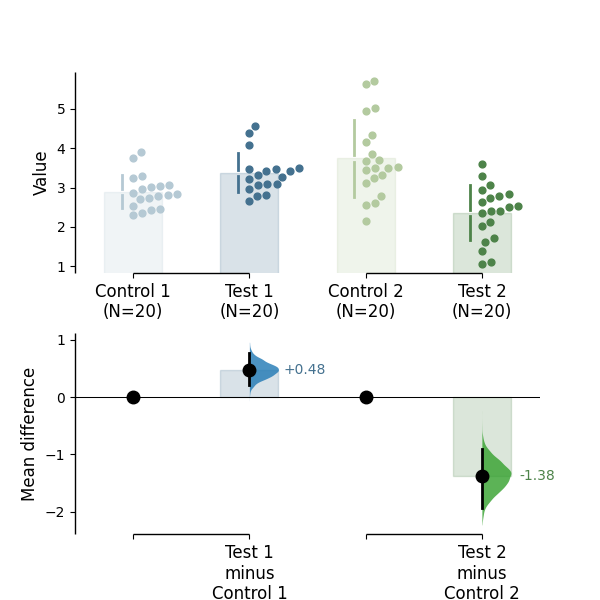 Value
5
4
3
2
1
Control 1
(N=20)
Test 1
(N=20)
Control 2
(N=20)
Test 2
(N=20)
Mean difference
1
0
−1
−2
+0.48
-1.38
Test 1
minus
Control 1
Test 2
minus
Control 2